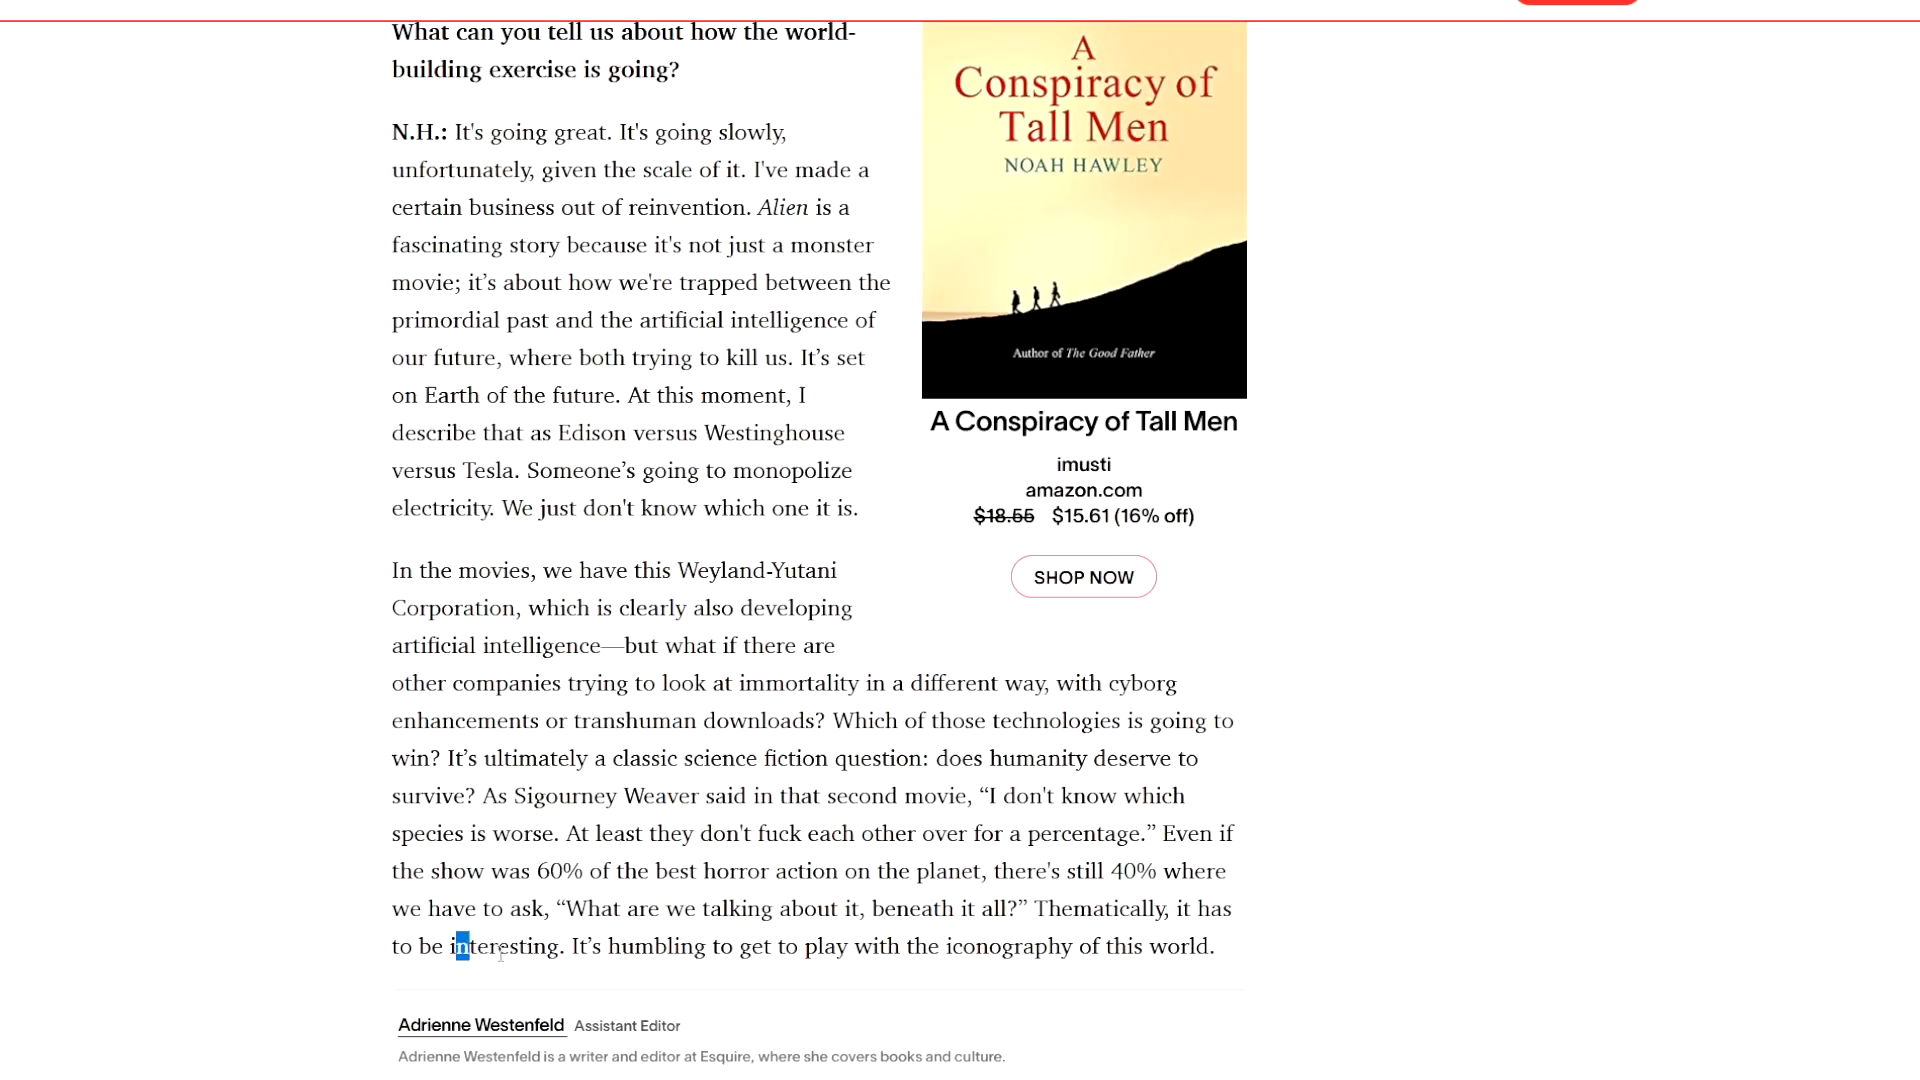 What can you tell us about how the world-
building exercise is going?
N.H.: It's going great. It's going slowly,
unfortunately, given the scale of it. I've made a
certain business out of reinvention. Alien is a
fascinating story because it's not just a monster
movie; it’s about how we're trapped between the
primordial past and the artificial intelligence of
our future, where both trying to kill us. It’s set
on Earth of the future. At this moment, I
describe that as Edison versus Westinghouse
versus Tesla. Someone’s going to monopolize
electricity. We just don't know which one it is.
A
Conspiracy of
Tall Men
NOAH HAWLEY
Author of The Good Father
A Conspiracy of Tall Men
imusti
amazon.com
$18.55 $15.61 (16% off)
SHOP NOW
In the movies, we have this Weyland-Yutani
Corporation, which is clearly also developing
artificial intelligence—but what if there are
other companies trying to look at immortality in a different way, with cyborg
enhancements or transhuman downloads? Which of those technologies is going to
win? It’s ultimately a classic science fiction question: does humanity deserve to
survive? As Sigourney Weaver said in that second movie, “I don't know which
species is worse. At least they don't fuck each other over for a percentage.” Even if
the show was 60% of the best horror action on the planet, there's still 40% where
we have to ask, “What are we talking about it, beneath it all?” Thematically, it has
to be interesting. It’s humbling to get to play with the iconography of this world.
Adrienne Westenfeld Assistant Editor
Adrienne Westenfeld is a writer and editor at Esquire, where she covers books and culture.